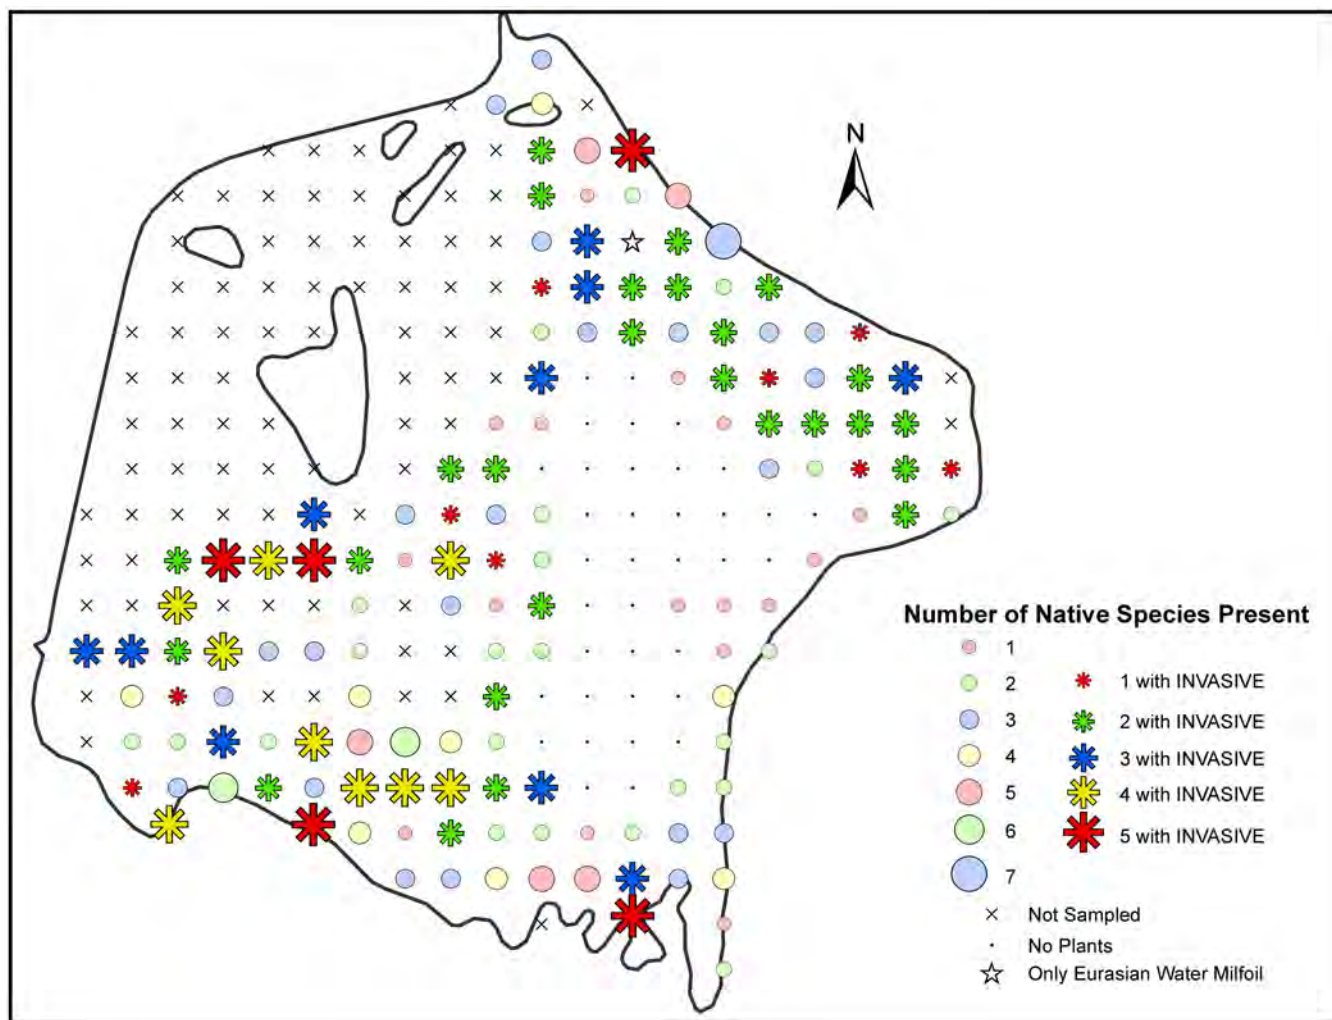 N
Number of Native Species Present
1
2
1 with INVASIVE
3
2 with INVASIVE
4
3 with INVASIVE
5
4 with INVASIVE
6
5 with INVASIVE
7
Not Sampled
No Plants
Only Eurasian Water Milfoil